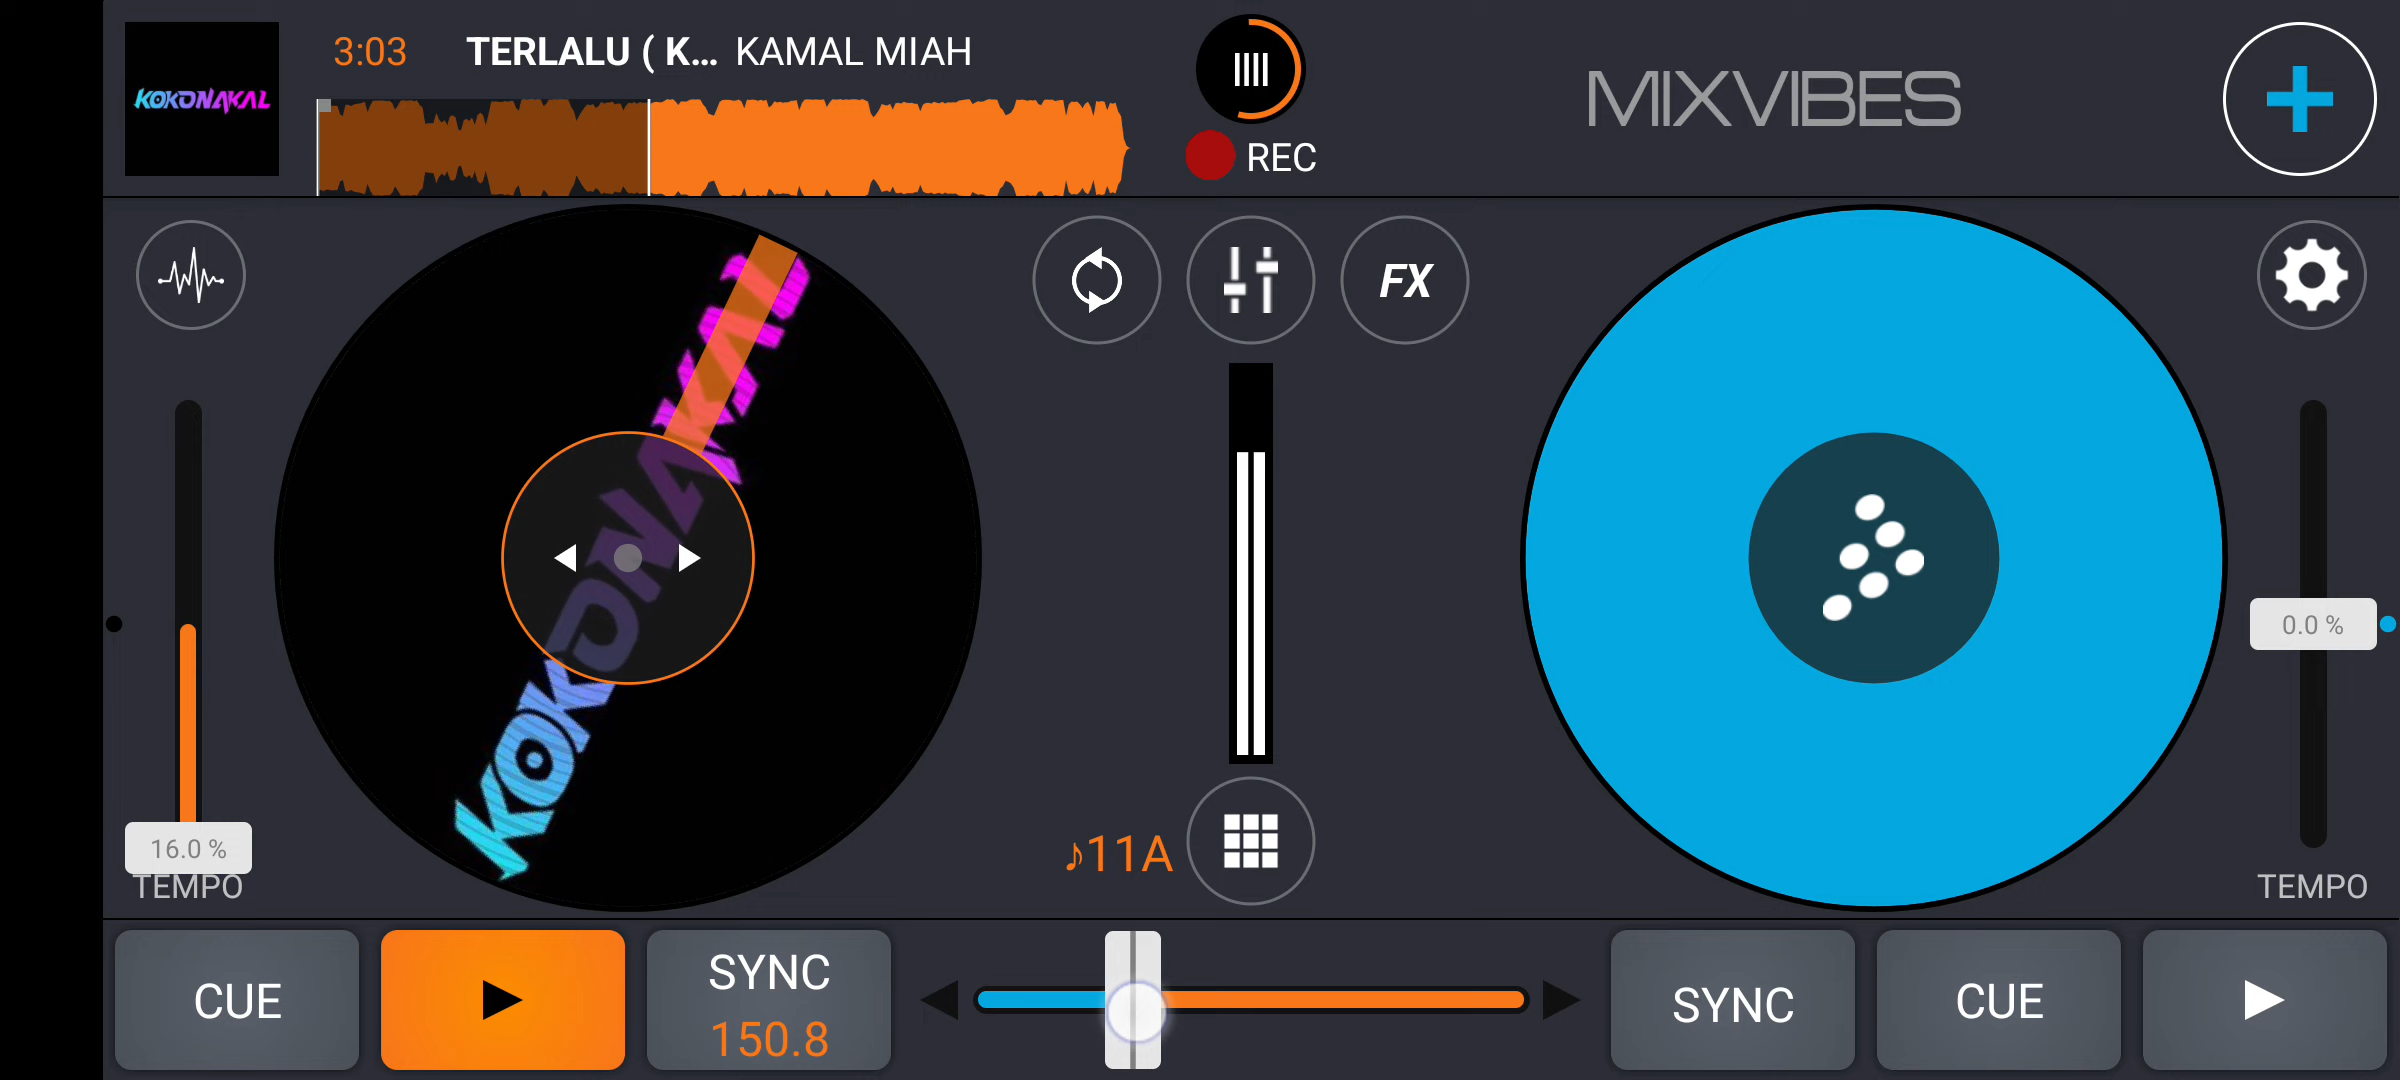 KOKONAKAL
3:03 TERLALU ( K... KAMAL MIAH
REC
MIXVIBES
FX
KOKONAKAL
16.0 %
TEMPO
♪11A
0.0 %
TEMPO
CUE
SYNC
150.8
SYNC
CUE